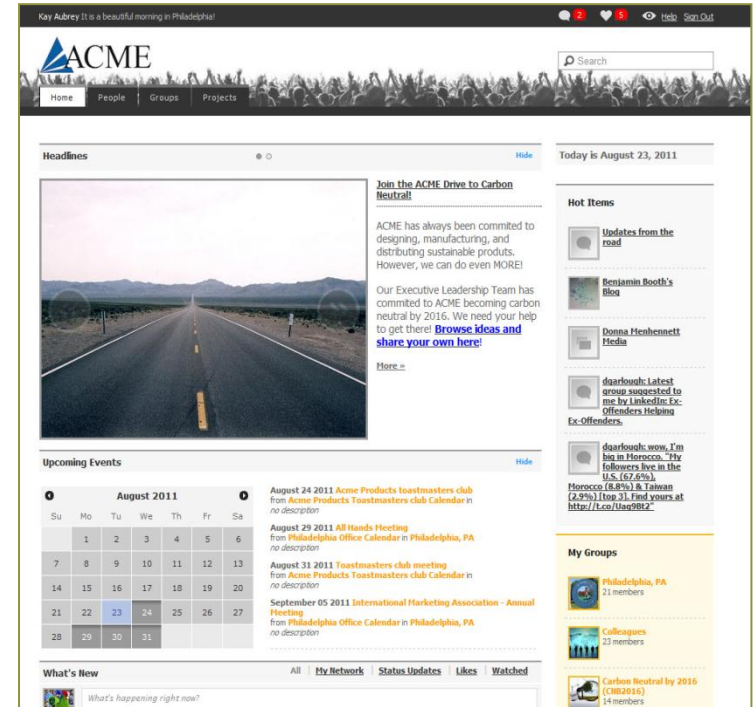 Kay Aubrey It is a beautiful morning in Philadelphia!
2
5
Help
Sign Out
ACME
Search
Home
People
Groups
Projects
Headlines
Hide
Join the ACME Drive to Carbon
Neutral!
ACME has always been commited to
designing, manufacturing, and
distributing sustainable produts.
However, we can do even MORE!
Our Executive Leadership Team has
commited to ACME becoming carbon
neutral by 2016. We need your help
to get there! Browse ideas and
share your own here!
More »
Upcoming Events
Hide
August 2011
Su Mo Tu We Th Fr Sa
1 2 3 4 5 6
7 8 9 10 11 12 13
14 15 16 17 18 19 20
21 22 23 24 25 26 27
28 29 30 31
August 24 2011 Acme Products toastmasters club
from Acme Products Toastmasters club Calendar in
no description
August 29 2011 All Hands Meeting
from Philadelphia Office Calendar in Philadelphia, PA
no description
August 31 2011 Toastmasters club meeting
from Acme Products Toastmasters club Calendar in
no description
September 05 2011 International Marketing Association - Annual
Meeting
from Philadelphia Office Calendar in Philadelphia, PA
no description
What's New
All | My Network | Status Updates | Likes | Watched
What's happening right now?
Today is August 23, 2011
Hot Items
Updates from the
road
Benjamin Booth's
Blog
Donna Menhennett
Media
dgarlough: Latest
group suggested to
me by LinkedIn: Ex-
Offenders Helping
Ex-Offenders.
dgarlough: wow, I'm
big in Morocco. "My
followers live in the
U.S. (67.6%),
Morocco (8.8%) & Taiwan
(2.9%) [top 3]. Find yours at
http://t.co/Uaq9Bt2"
My Groups
Philadelphia, PA
21 members
Colleagues
23 members
Carbon Neutral by 2016
(CNB2016)
14 members